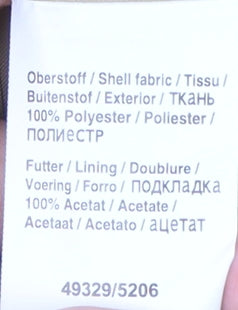 Oberstoff / Shell fabric / Tissu /
Buitenstof / Exterior / ТКАНЬ
100% Polyester / Poliester /
ПОЛИЕСТР
Futter / Lining / Doublure /
Voering / Forro / ПОДКЛАДКА
100% Acetat / Acetate /
Acetaat / Acetato / ацетат
49329/5206